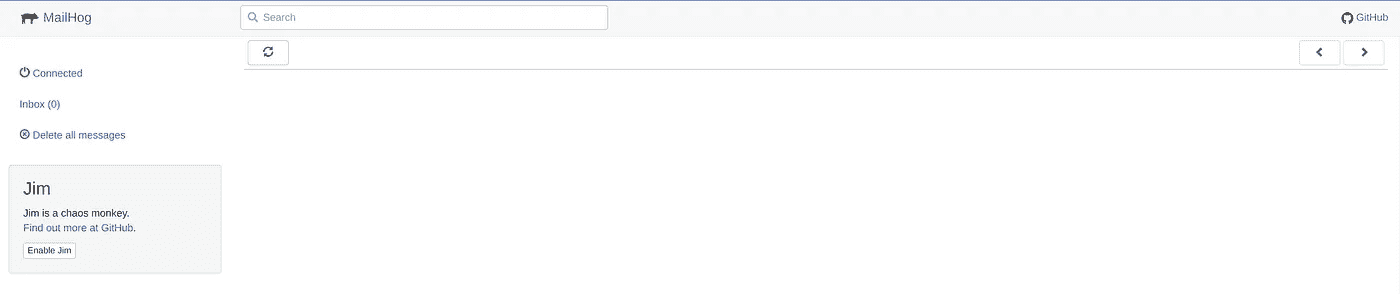 MailHog
Search
GitHub
Connected
Inbox (0)
Delete all messages
Jim
Jim is a chaos monkey.
Find out more at GitHub.
Enable Jim